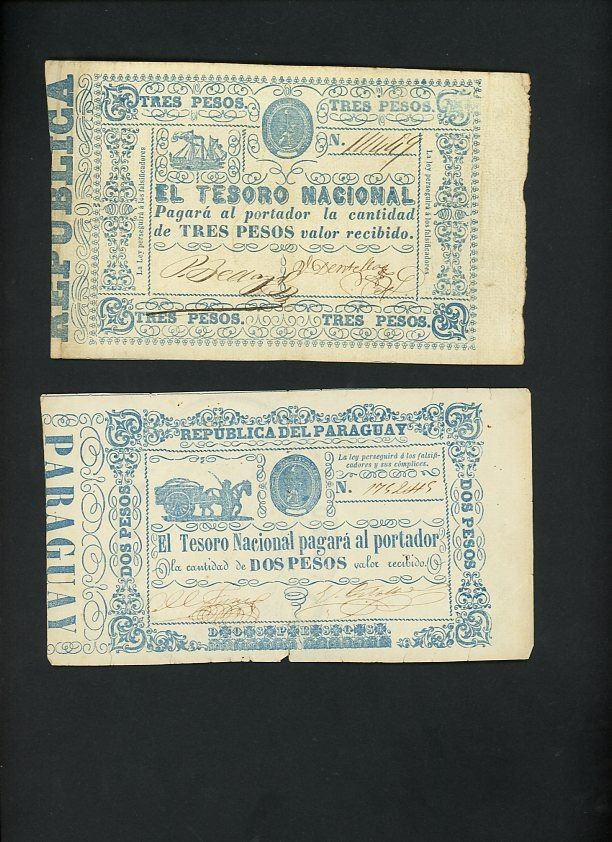 REPUBLICA
TRES PESOS. TRES PESOS.
N.
La ley perseguirá á los falsificadores
La ley perseguirá á los falsificadores
EL TESORO NACIONAL
Pagará al portador la cantidad
de TRES PESOS valor recibido.
TRES PESOS. TRES PESOS.
PARAGUAY
REPUBLICA DEL PARAGUAY
La ley perseguirá á los falsifi-
cadores y sus cómplices.
N.
DOS PESOS
DOS PESOS
El Tesoro Nacional pagará al portador
la cantidad de DOS PESOS valor recibido.
D O S P E S O S.